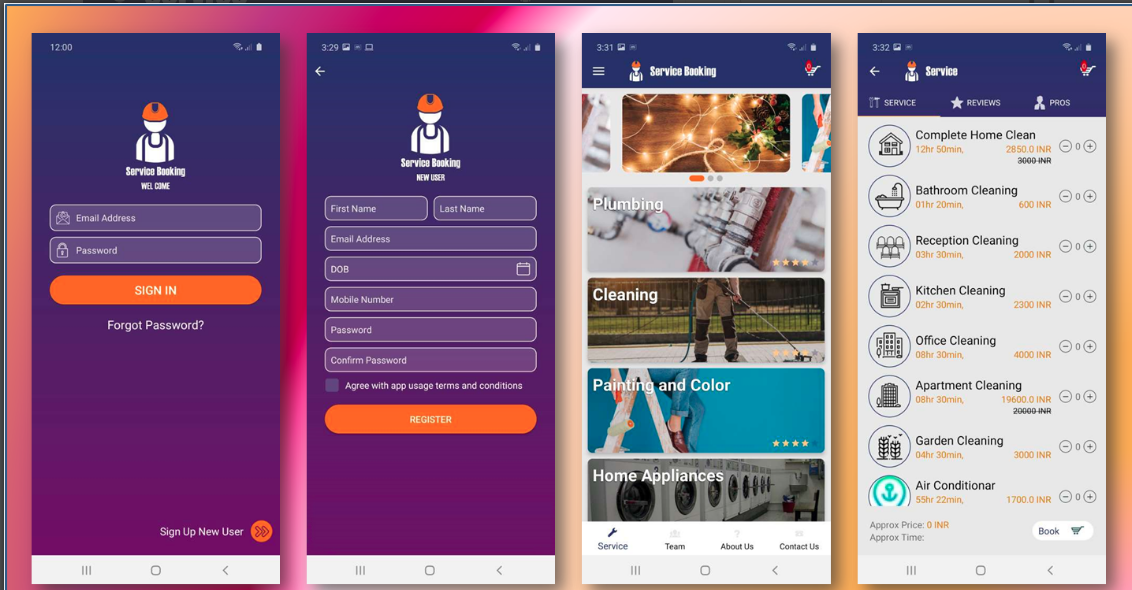 12:00
Service Booking
WEL COME
Email Address
Password
SIGN IN
Forgot Password?
Sign Up New User
3:29
Service Booking
NEW USER
First Name Last Name
Email Address
DOB
Mobile Number
Password
Confirm Password
Agree with app usage terms and conditions
REGISTER
3:31
Service Booking
Plumbing
Cleaning
Painting and Color
Home Appliances
Service Team About Us Contact Us
3:32
Service
SERVICE REVIEWS PROS
Complete Home Clean
12hr 50min, 2850.0 INR 0
3000 INR
Bathroom Cleaning
01hr 20min, 600 INR 0
Reception Cleaning
03hr 30min, 2000 INR 0
Kitchen Cleaning
02hr 30min, 2300 INR 0
Office Cleaning
08hr 30min, 4000 INR 0
Apartment Cleaning
08hr 30min, 19600.0 INR 0
20000 INR
Garden Cleaning
04hr 30min, 3000 INR 0
Air Conditionar
55hr 22min, 1700.0 INR 0
Approx Price: 0 INR
Approx Time:
Book